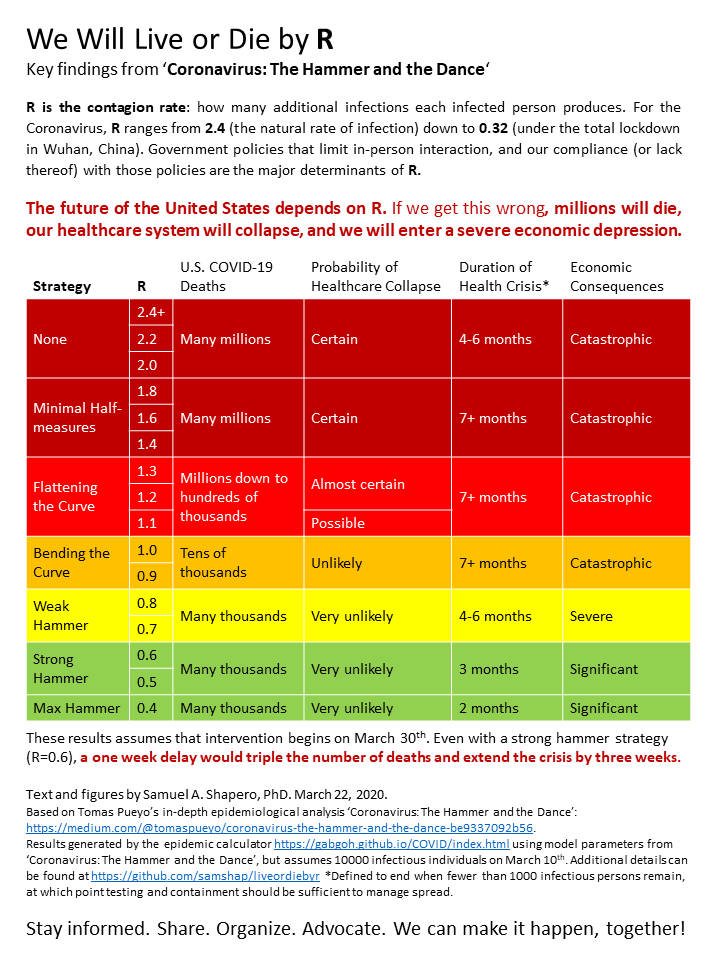 We Will Live or Die by R
Key findings from ‘Coronavirus: The Hammer and the Dance‘
R is the contagion rate: how many additional infections each infected person produces. For the
Coronavirus, R ranges from 2.4 (the natural rate of infection) down to 0.32 (under the total lockdown
in Wuhan, China). Government policies that limit in-person interaction, and our compliance (or lack
thereof) with those policies are the major determinants of R.
The future of the United States depends on R. If we get this wrong, millions will die,
our healthcare system will collapse, and we will enter a severe economic depression.
Strategy R U.S. COVID-19 Deaths Probability of Healthcare Collapse Duration of Health Crisis* Economic Consequences
None 2.4+ 2.2 2.0 Many millions Certain 4-6 months Catastrophic
Minimal Half-measures 1.8 1.6 1.4 Many millions Certain 7+ months Catastrophic
Flattening the Curve 1.3 1.2 1.1 Millions down to hundreds of thousands Almost certain Possible 7+ months Catastrophic
Bending the Curve 1.0 0.9 Tens of thousands Unlikely 7+ months Catastrophic
Weak Hammer 0.8 0.7 Many thousands Very unlikely 4-6 months Severe
Strong Hammer 0.6 0.5 Many thousands Very unlikely 3 months Significant
Max Hammer 0.4 Many thousands Very unlikely 2 months Significant
These results assumes that intervention begins on March 30th. Even with a strong hammer strategy
(R=0.6), a one week delay would triple the number of deaths and extend the crisis by three weeks.
Text and figures by Samuel A. Shapero, PhD. March 22, 2020.
Based on Tomas Pueyo’s in-depth epidemiological analysis ‘Coronavirus: The Hammer and the Dance’:
https://medium.com/@tomaspueyo/coronavirus-the-hammer-and-the-dance-be9337092b56.
Results generated by the epidemic calculator https://gabgoh.github.io/COVID/index.html using model parameters from
‘Coronavirus: The Hammer and the Dance’, but assumes 10000 infectious individuals on March 10th. Additional details can
be found at https://github.com/samshap/liveordiebyr *Defined to end when fewer than 1000 infectious persons remain,
at which point testing and containment should be sufficient to manage spread.
Stay informed. Share. Organize. Advocate. We can make it happen, together!